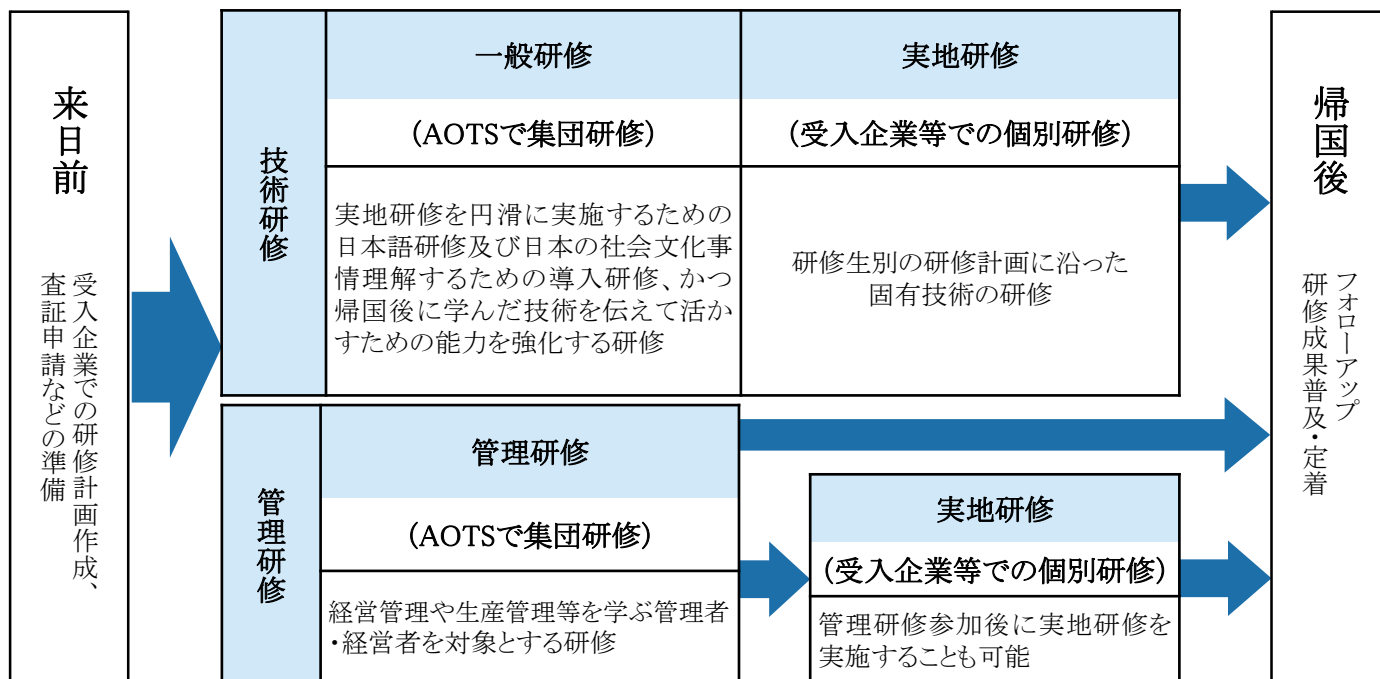 来日前
受入企業での研修計画作成、
査証申請などの準備
技術研修
一般研修
（AOTSで集団研修）
実地研修を円滑に実施するための
日本語研修及び日本の社会文化事
情理解するための導入研修、かつ
帰国後に学んだ技術を伝えて活か
すための能力を強化する研修
実地研修
（受入企業等での個別研修）
研修生別の研修計画に沿った
固有技術の研修
管理研修
管理研修
（AOTSで集団研修）
経営管理や生産管理等を学ぶ管理者
・経営者を対象とする研修
実地研修
（受入企業等での個別研修）
管理研修参加後に実地研修を
実施することも可能
帰国後
フォローアップ
研修成果普及・定着